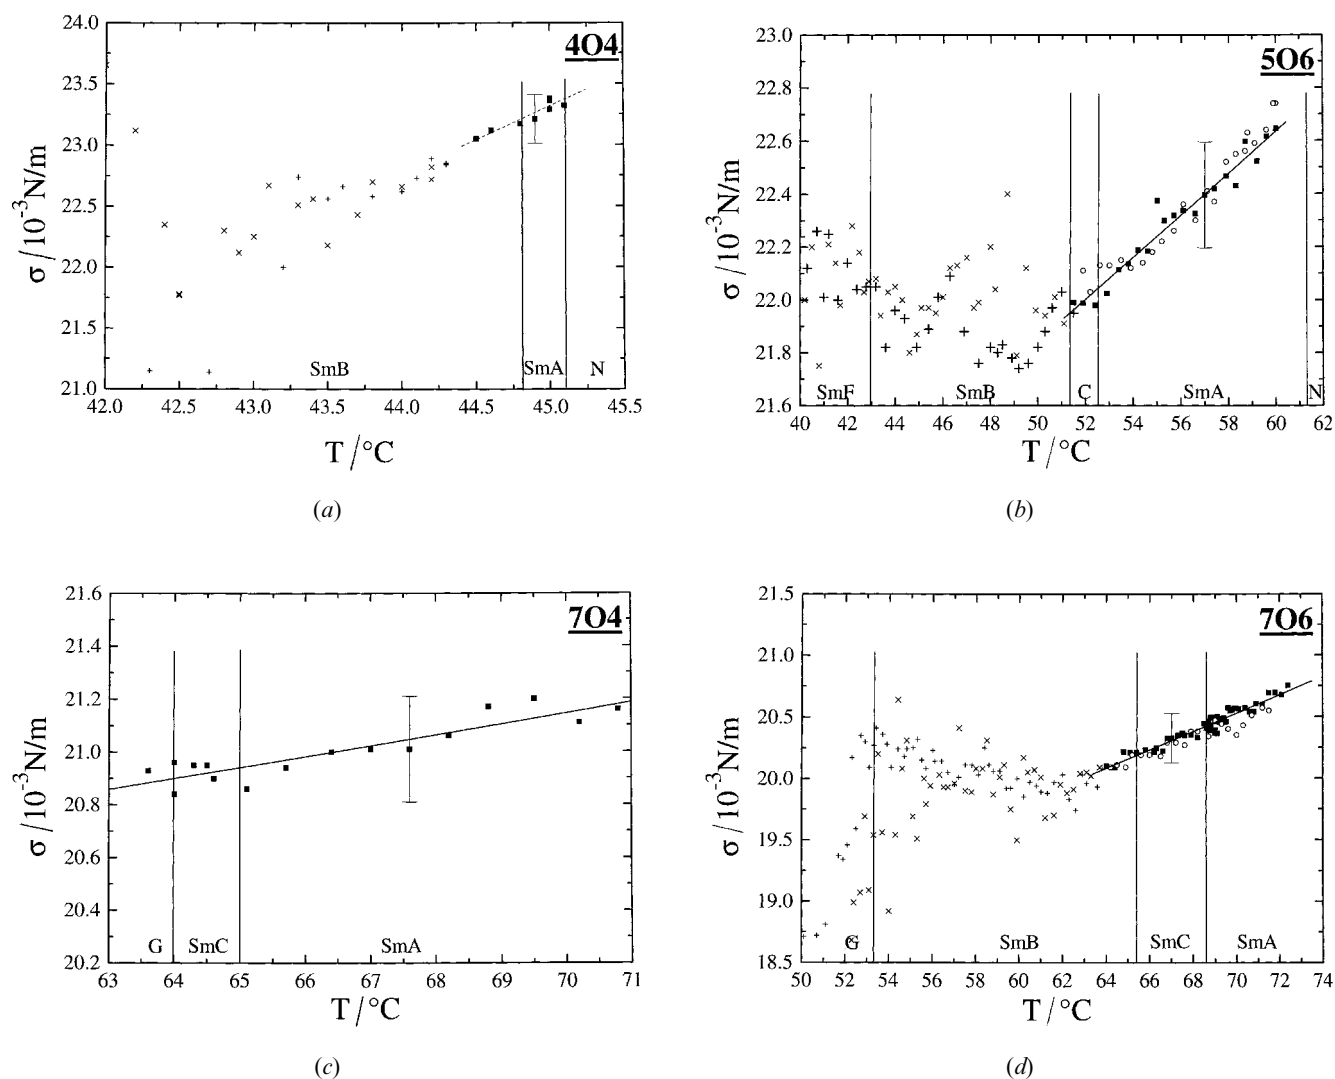 4O4
24.0
23.5
23.0
22.5
22.0
21.5
21.0
σ /10⁻³N/m
SmB
SmA
N
42.0 42.5 43.0 43.5 44.0 44.5 45.0 45.5
T /°C
(a)
5O6
23.0
22.8
22.6
22.4
22.2
22.0
21.8
21.6
σ /10⁻³N/m
SmF
SmB
C
SmA
N
40 42 44 46 48 50 52 54 56 58 60 62
T /°C
(b)
7O4
21.6
21.4
21.2
21.0
20.8
20.6
20.4
20.2
σ /10⁻³N/m
G
SmC
SmA
63 64 65 66 67 68 69 70 71
T /°C
(c)
7O6
21.5
21.0
20.5
20.0
19.5
19.0
18.5
σ /10⁻³N/m
G
SmB
SmC
SmA
50 52 54 56 58 60 62 64 66 68 70 72 74
T /°C
(d)